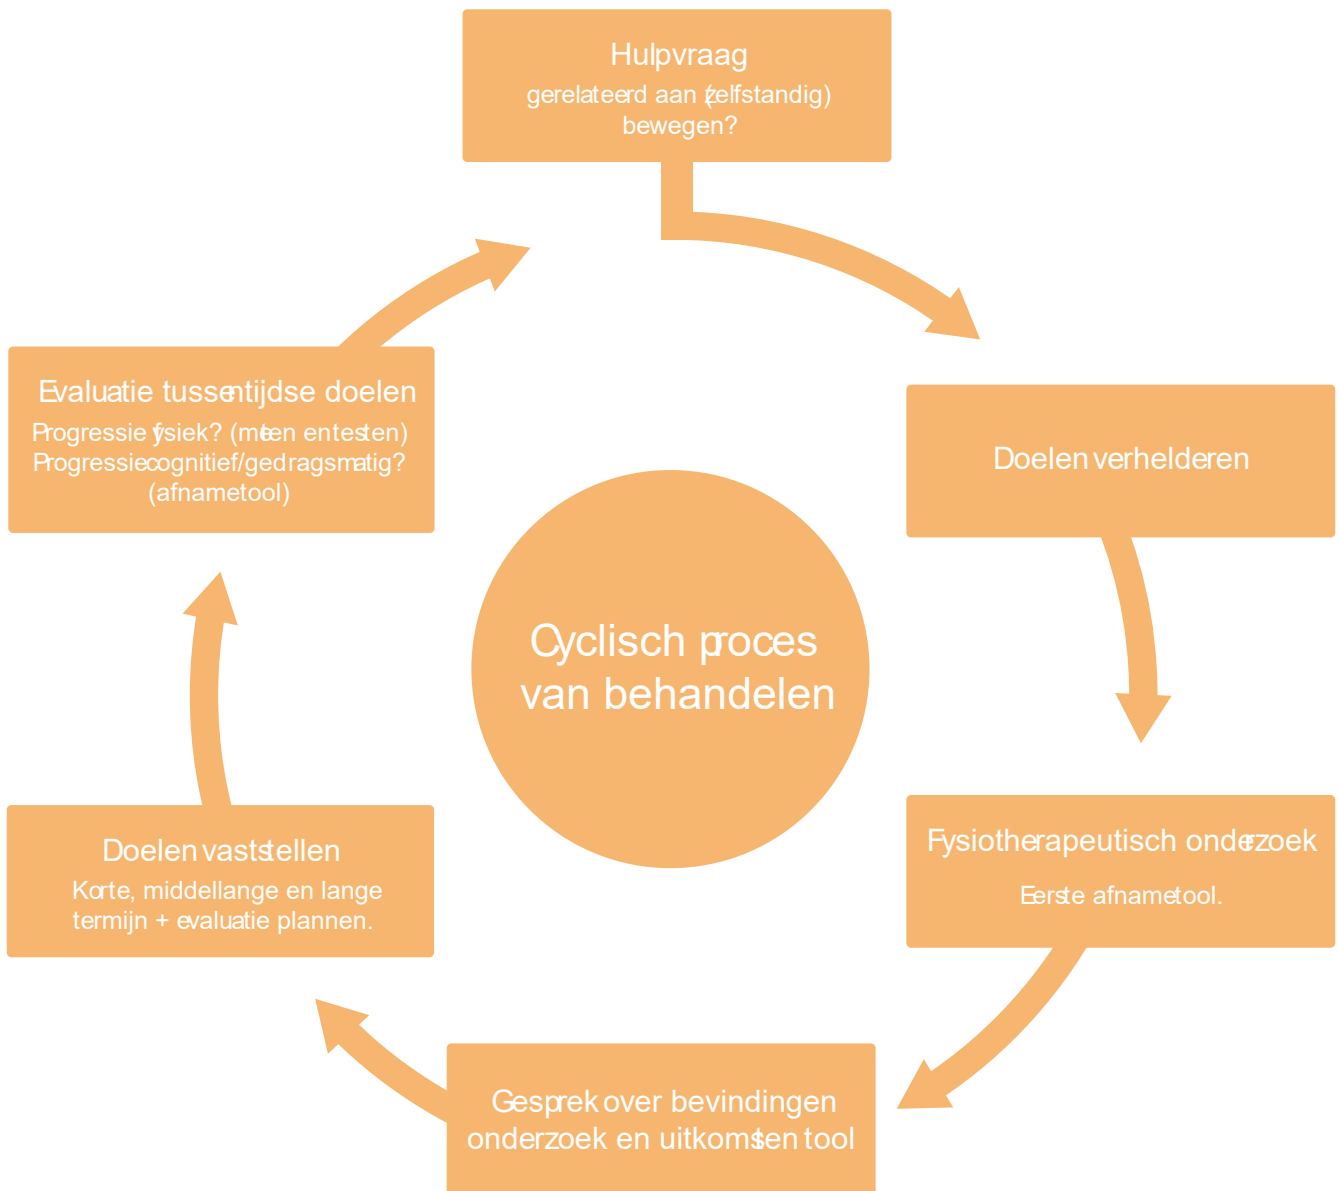 Hulpvraag
gerelateerd aan (zelfstandig)
bewegen?
Doelen verhelderen
Fysiotherapeutisch onderzoek
Eerste afnametool.
Gesprek over bevindingen
onderzoek en uitkomsten tool
Doelen vaststellen
Korte, middellange en lange
termijn + evaluatie plannen.
Evaluatie tussentijdse doelen
Progressie fysiek? (meten en testen)
Progressie cognitief/gedragsmatig?
(afnametool)
Cyclisch proces
van behandelen